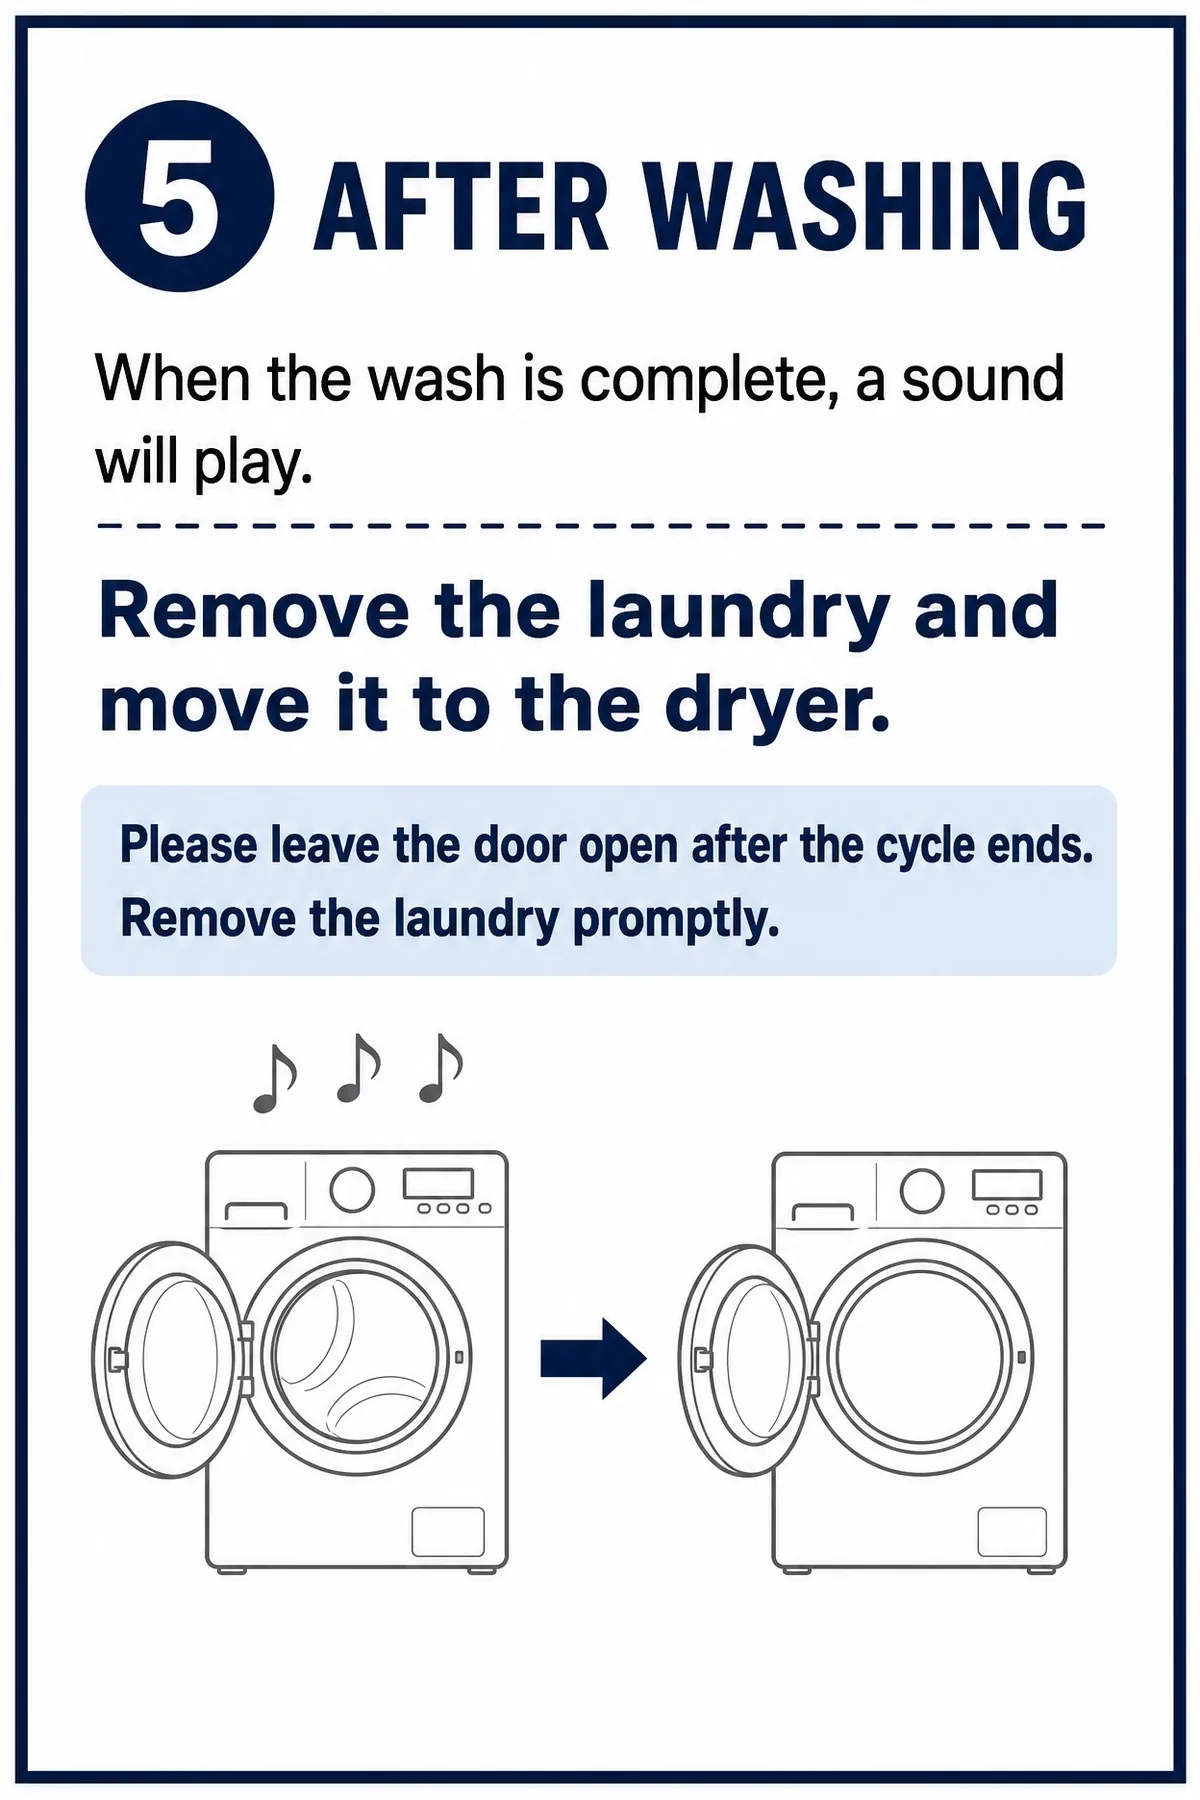 5 AFTER WASHING
When the wash is complete, a sound
will play.
Remove the laundry and
move it to the dryer.
Please leave the door open after the cycle ends.
Remove the laundry promptly.